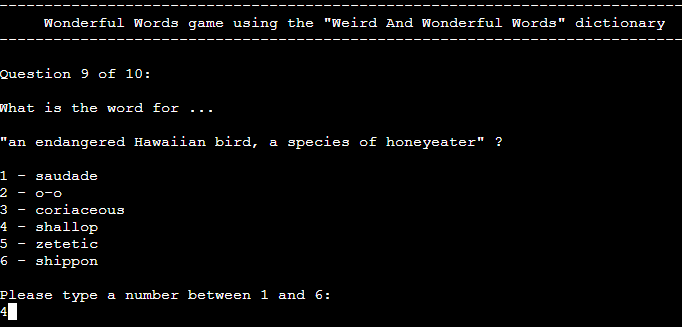 Wonderful Words game using the "Weird And Wonderful Words" dictionary
Question 9 of 10:
What is the word for ...
"an endangered Hawaiian bird, a species of honeyeater" ?
1 - saudade
2 - o-o
3 - coriaceous
4 - shallop
5 - zetetic
6 - shippon
Please type a number between 1 and 6:
4